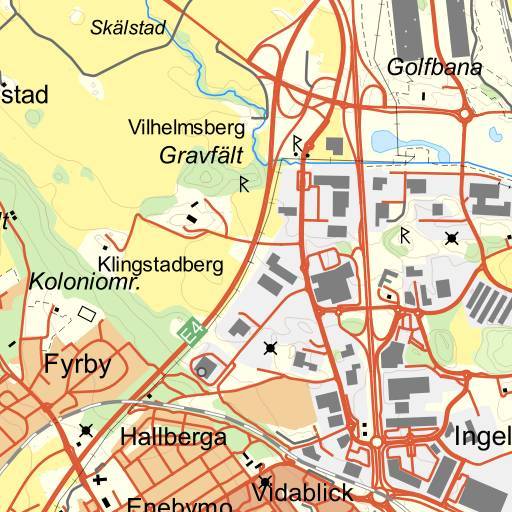 Skälstad
Golfbana
stad
Vilhelmsberg
Gravfält
R
R
R
Klingstadberg
Koloniomr.
E4
Fyrby
Hallberga
Ingel
Vidablick
Enebymo